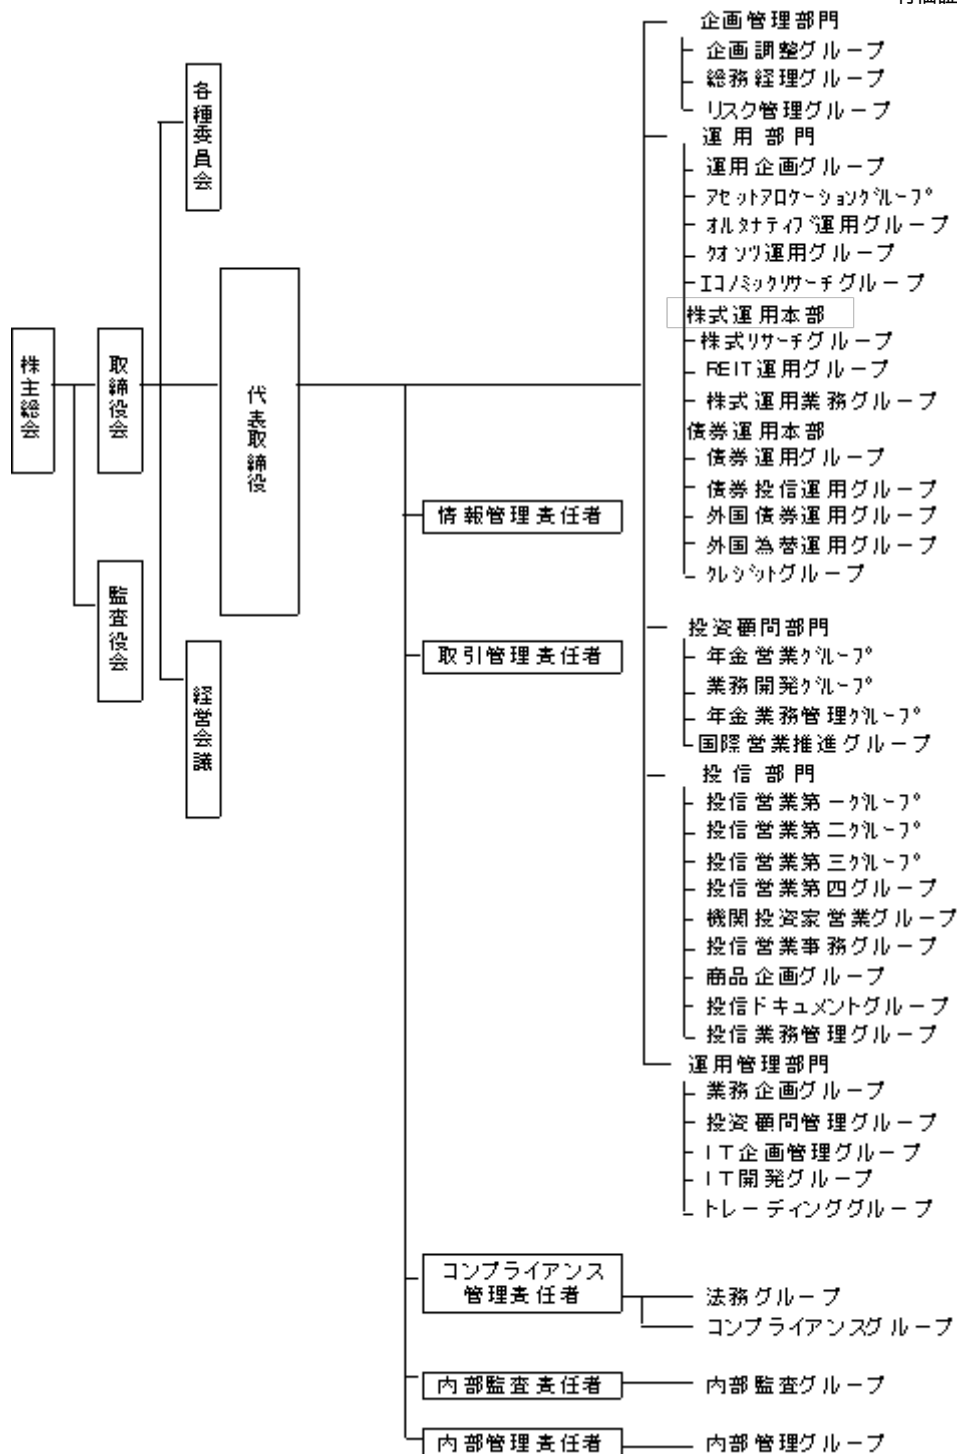 企画管理部門
企画調整グループ
総務経理グループ
リスク管理グループ
運用部門
運用企画グループ
ｱｾｯﾄｱﾛｹｰｼｮﾝｸﾞﾙｰﾌﾟ
ｵﾙﾀﾅﾃｨﾌﾞ運用グループ
ｸｵﾝﾂ運用グループ
ｴｺﾉﾐｯｸﾘｻｰﾁグループ
株式運用本部
株式ﾘｻｰﾁグループ
REIT運用グループ
株式運用業務グループ
債券運用本部
債券運用グループ
債券投信運用グループ
外国債券運用グループ
外国為替運用グループ
ｸﾚｼﾞｯﾄグループ
投資顧問部門
年金営業ｸﾞﾙｰﾌﾟ
業務開発ｸﾞﾙｰﾌﾟ
年金業務管理ｸﾞﾙｰﾌﾟ
国際営業推進グループ
投信部門
投信営業第一ｸﾞﾙｰﾌﾟ
投信営業第二ｸﾞﾙｰﾌﾟ
投信営業第三ｸﾞﾙｰﾌﾟ
投信営業第四グループ
機関投資家営業グループ
投信営業事務グループ
商品企画グループ
投信ドキュメントグループ
投信業務管理グループ
運用管理部門
業務企画グループ
投資顧問管理グループ
ＩＴ企画管理グループ
ＩＴ開発グループ
トレーディンググループ
株主総会
取締役会
監査役会
各種委員会
代表取締役
経営会議
情報管理責任者
取引管理責任者
コンプライアンス
管理責任者
法務グループ
コンプライアンスグループ
内部監査責任者
内部監査グループ
内部管理責任者
内部管理グループ